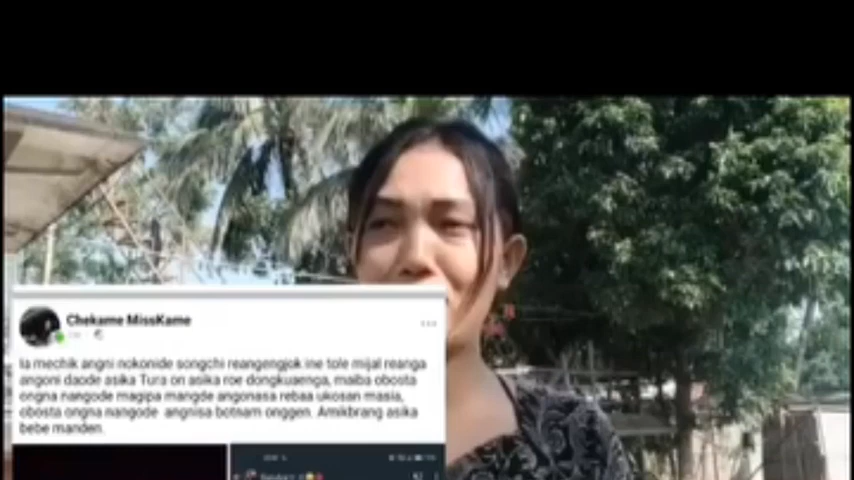 Chekame MissKame
Ia mechik angni nokonide songchi reangengjok ine tole mijal reanga
angoni daode asika Tura on asika roe dongkuaenga, maiba obosta
ongna nangode magipa mangde angonasa rebaa ukosan masia,
obosta ongna nangode angnisa botnam onggen. Amikbrang asika
bebe manden.